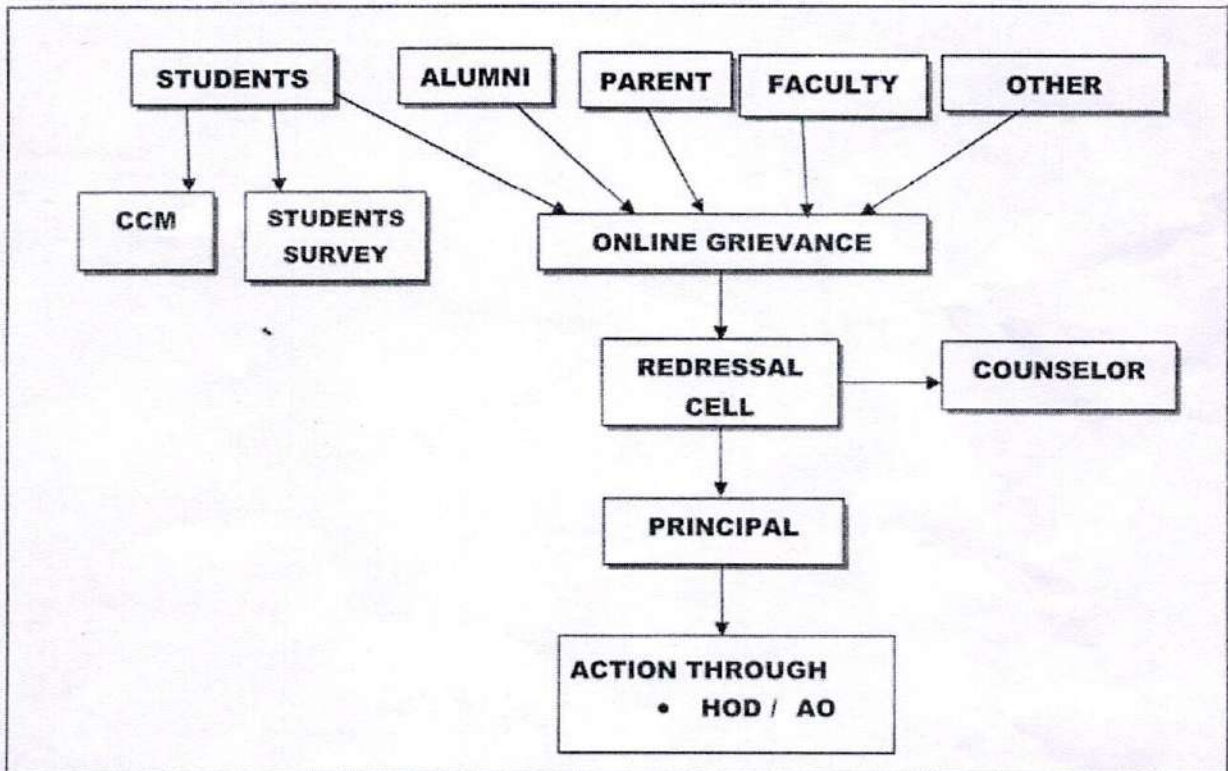 STUDENTS
ALUMNI
PARENT
FACULTY
OTHER
CCM
STUDENTS
SURVEY
ONLINE GRIEVANCE
REDRESSAL
CELL
COUNSELOR
PRINCIPAL
ACTION THROUGH
• HOD / AO